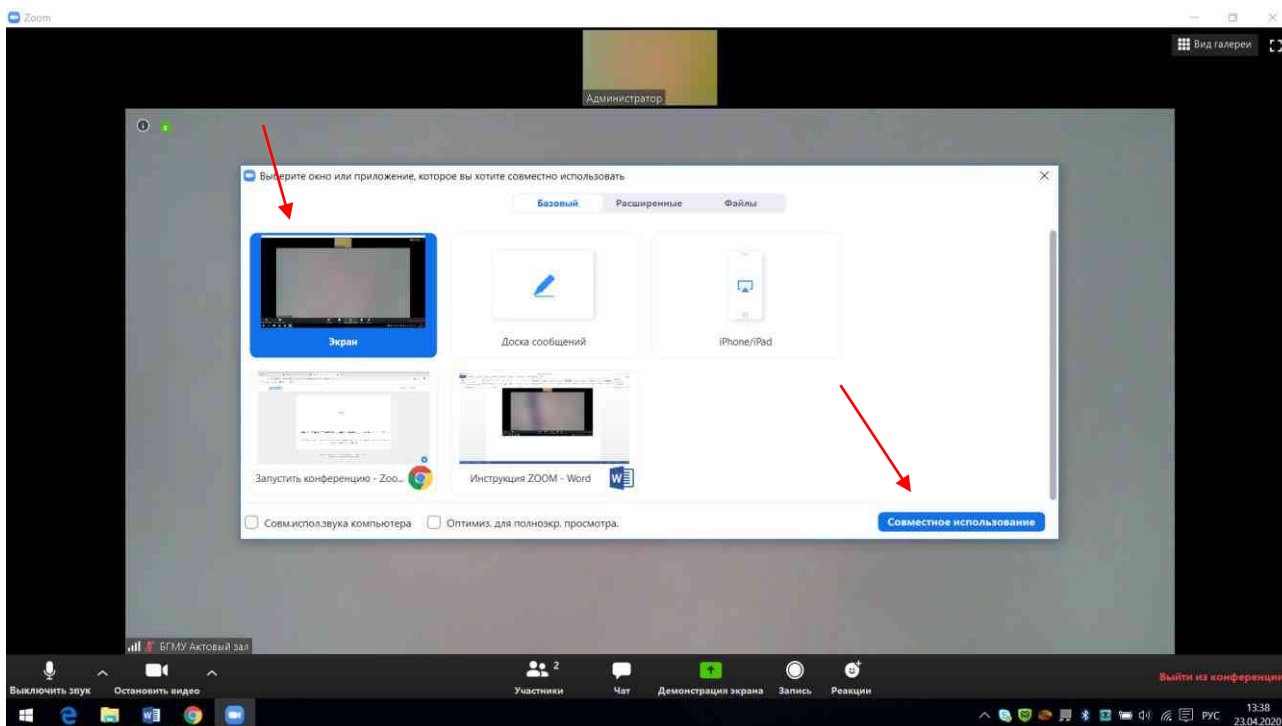 Zoom
Вид галереи
Администратор
Выберите окно или приложение, которое вы хотите совместно использовать
Базовый Расширенные Файлы
Экран
Доска сообщений
iPhone/iPad
Запустить конференцию - Zoo...
Инструкция ZOOM - Word
Совм.испол.звука компьютера
Оптимиз. для полноэкр. просмотра.
Совместное использование
БГМУ Актовый зал
2
Выключить звук
Остановить видео
Участники
Чат
Демонстрация экрана
Запись
Реакции
Выйти из конференции
РУС
13:38
23.04.2020